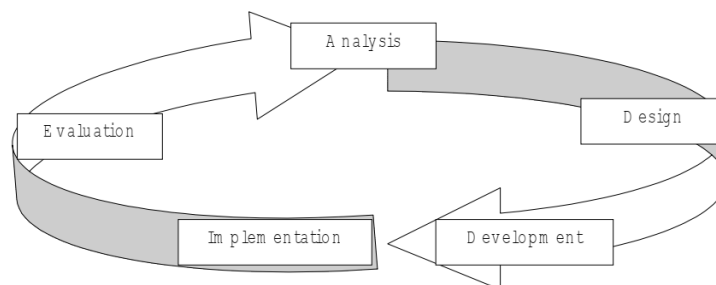 Analysis
Design
Evaluation
Implementation
Development